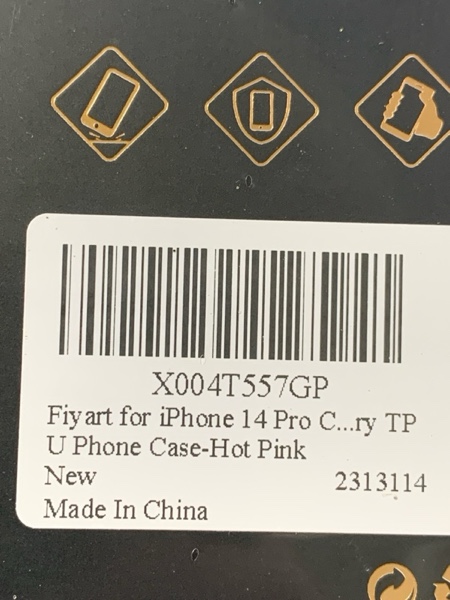 X004T557GP
Fiyart for iPhone 14 Pro C...ry TP
U Phone Case-Hot Pink
New 2313114
Made In China